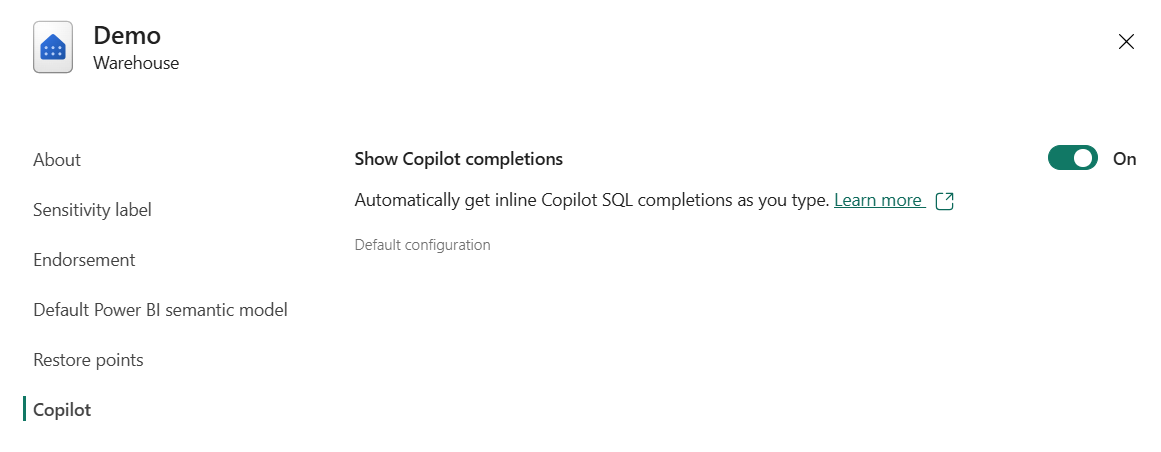 Demo
Warehouse
About
Sensitivity label
Endorsement
Default Power BI semantic model
Restore points
Copilot
Show Copilot completions
On
Automatically get inline Copilot SQL completions as you type. Learn more
Default configuration